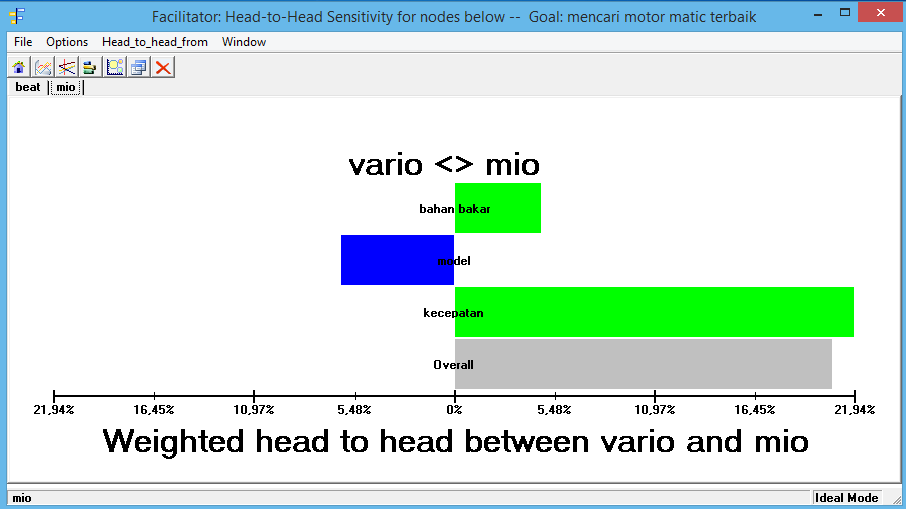 Facilitator: Head-to-Head Sensitivity for nodes below -- Goal: mencari motor matic terbaik
File Options Head_to_head_from Window
beat mio
vario <> mio
bahan bakar
model
kecepatan
Overall
21,94% 16,45% 10,97% 5,48% 0% 5,48% 10,97% 16,45% 21,94%
Weighted head to head between vario and mio
mio Ideal Mode